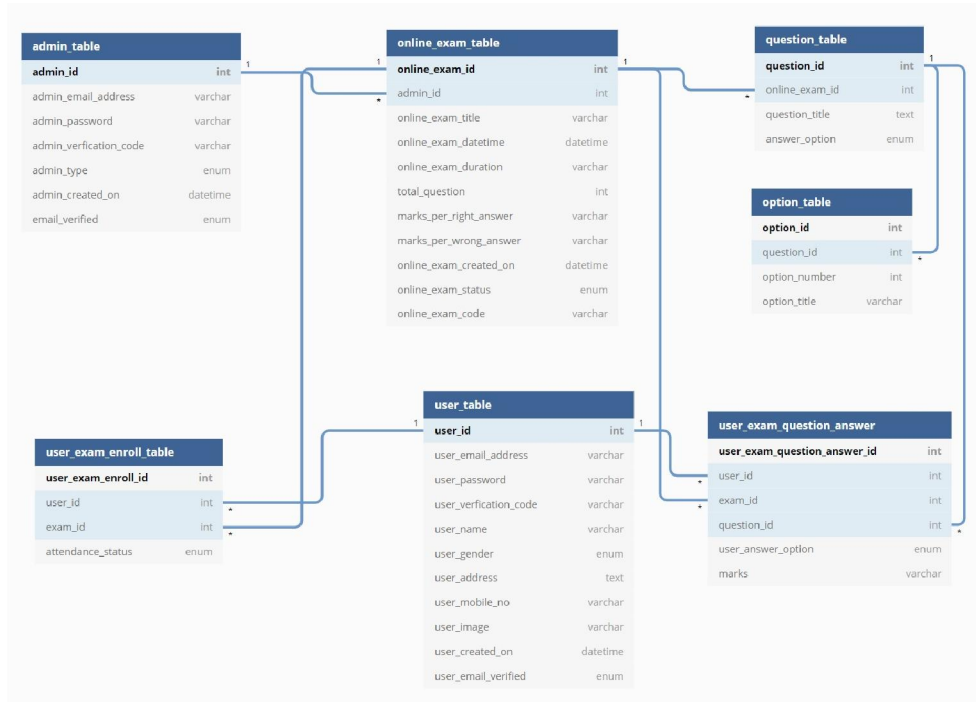 admin_table
admin_id int
admin_email_address varchar
admin_password varchar
admin_verfication_code varchar
admin_type enum
admin_created_on datetime
email_verified enum
1
*
1
online_exam_table
online_exam_id int
admin_id int
online_exam_title varchar
online_exam_datetime datetime
online_exam_duration varchar
total_question int
marks_per_right_answer varchar
marks_per_wrong_answer varchar
online_exam_created_on datetime
online_exam_status enum
online_exam_code varchar
1
*
question_table
question_id int
online_exam_id int
question_title text
answer_option enum
1
option_table
option_id int
question_id int
option_number int
option_title varchar
*
user_exam_enroll_table
user_exam_enroll_id int
user_id int
exam_id int
attendance_status enum
*
*
1
user_table
user_id int
user_email_address varchar
user_password varchar
user_verfication_code varchar
user_name varchar
user_gender enum
user_address text
user_mobile_no varchar
user_image varchar
user_created_on datetime
user_email_verified enum
1
*
*
user_exam_question_answer
user_exam_question_answer_id int
user_id int
exam_id int
question_id int
user_answer_option enum
marks varchar
*